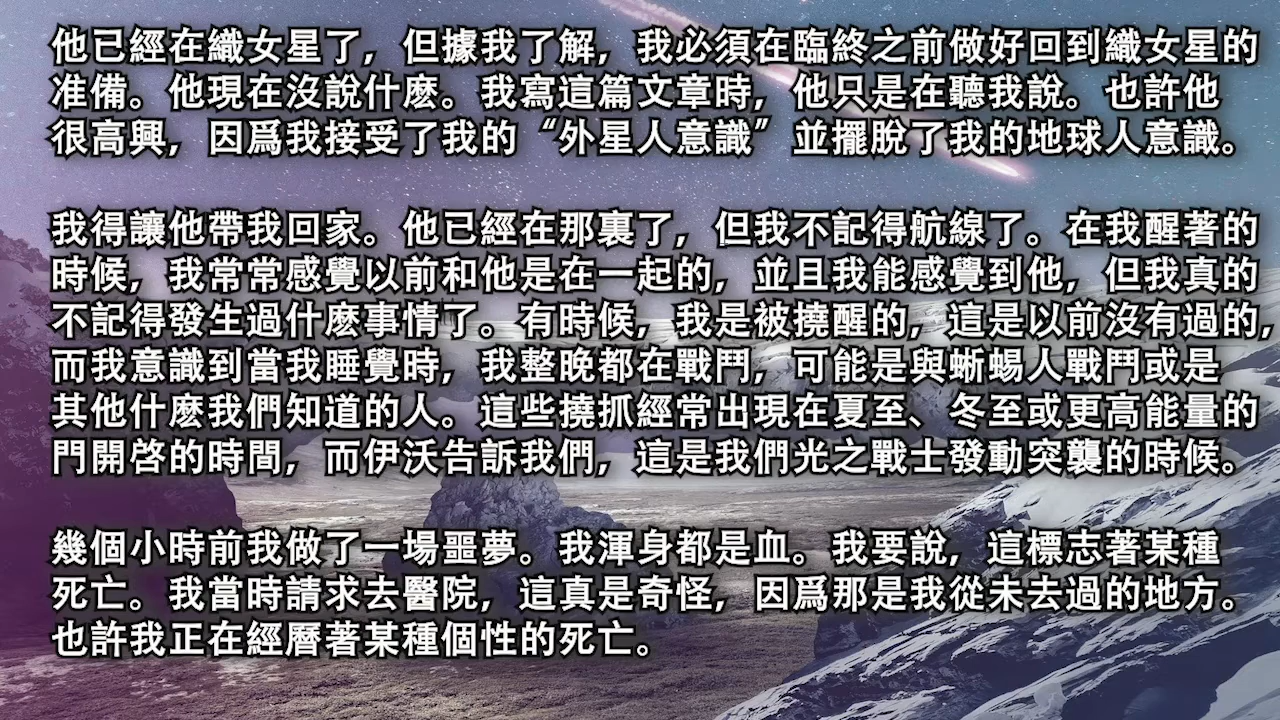 他已經在織女星了，但據我了解，我必須在臨終之前做好回到織女星的
准備。他現在沒說什麽。我寫這篇文章時，他只是在聽我說。也許他
很高興，因爲我接受了我的“外星人意識”並擺脫了我的地球人意識。
我得讓他帶我回家。他已經在那裏了，但我不記得航線了。在我醒著的
時候，我常常感覺以前和他是在一起的，並且我能感覺到他，但我真的
不記得發生過什麽事情了。有時候，我是被撓醒的，這是以前沒有過的，
而我意識到當我睡覺時，我整晚都在戰鬥，可能是與蜥蜴人戰鬥或是
其他什麽我們知道的人。這些撓抓經常出現在夏至、冬至或更高能量的
門開啓的時間，而伊沃告訴我們，這是我們光之戰士發動突襲的時候。
幾個小時前我做了一場噩夢。我渾身都是血。我要說，這標志著某種
死亡。我當時請求去醫院，這真是奇怪，因爲那是我從未去過的地方。
也許我正在經曆著某種個性的死亡。